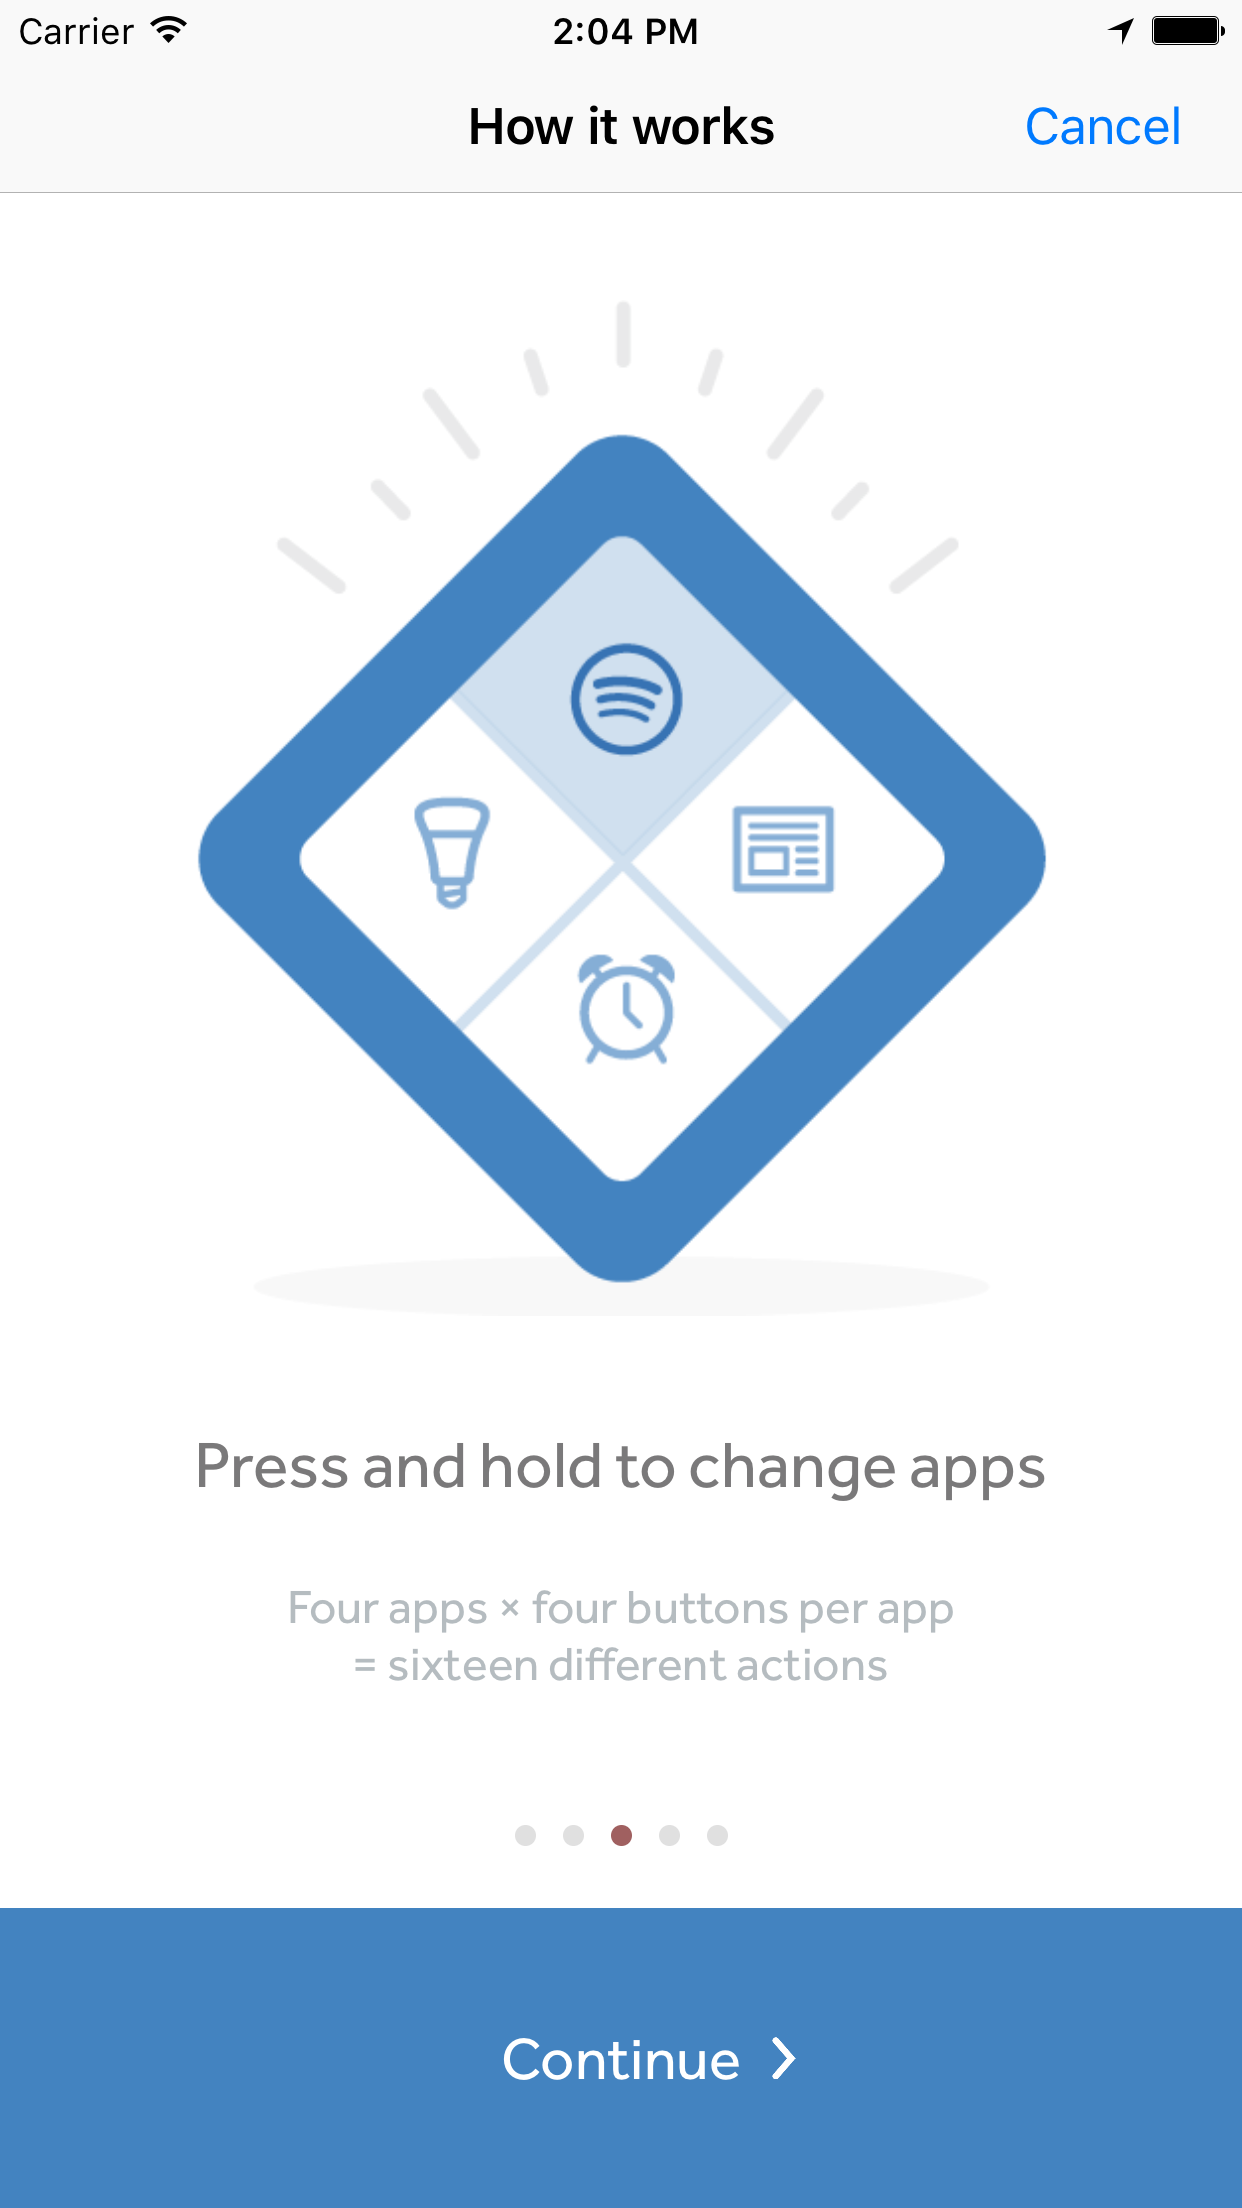 Carrier 2:04 PM
How it works Cancel
Press and hold to change apps
Four apps × four buttons per app
= sixteen different actions
Continue